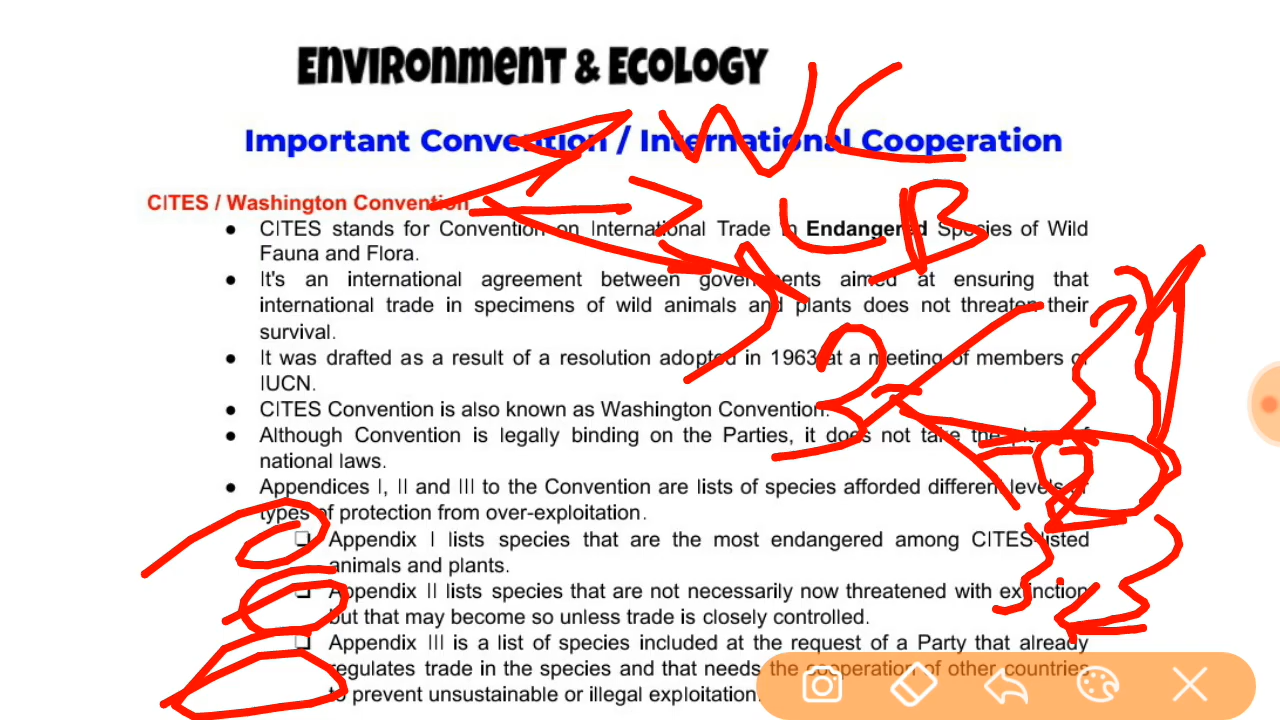 ENVIRONMENT & ECOLOGY
Important Convention / International Cooperation
CITES / Washington Convention
● CITES stands for Convention on International Trade in Endangered Species of Wild
Fauna and Flora.
● It's an international agreement between governments aimed at ensuring that
international trade in specimens of wild animals and plants does not threaten their
survival.
● It was drafted as a result of a resolution adopted in 1963 at a meeting of members of
IUCN.
● CITES Convention is also known as Washington Convention.
● Although Convention is legally binding on the Parties, it does not take the place of
national laws.
● Appendices I, II and III to the Convention are lists of species afforded different levels or
types of protection from over-exploitation.
❑ Appendix I lists species that are the most endangered among CITES-listed
animals and plants.
❑ Appendix II lists species that are not necessarily now threatened with extinction
but that may become so unless trade is closely controlled.
❑ Appendix III is a list of species included at the request of a Party that already
regulates trade in the species and that needs the cooperation of other countries
to prevent unsustainable or illegal exploitation.
WC